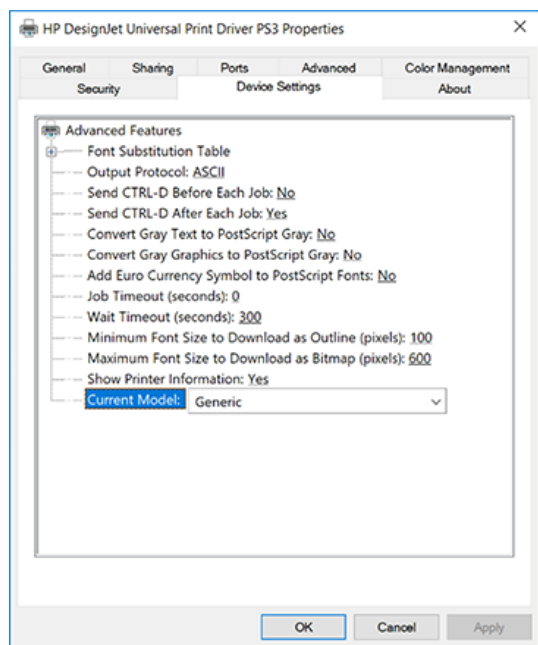 HP DesignJet Universal Print Driver PS3 Properties
General Sharing Ports Advanced Color Management
Security Device Settings About
Advanced Features
Font Substitution Table
Output Protocol: ASCII
Send CTRL-D Before Each Job: No
Send CTRL-D After Each Job: Yes
Convert Gray Text to PostScript Gray: No
Convert Gray Graphics to PostScript Gray: No
Add Euro Currency Symbol to PostScript Fonts: No
Job Timeout (seconds): 0
Wait Timeout (seconds): 300
Minimum Font Size to Download as Outline (pixels): 100
Maximum Font Size to Download as Bitmap (pixels): 600
Show Printer Information: Yes
Current Model: Generic
OK Cancel Apply